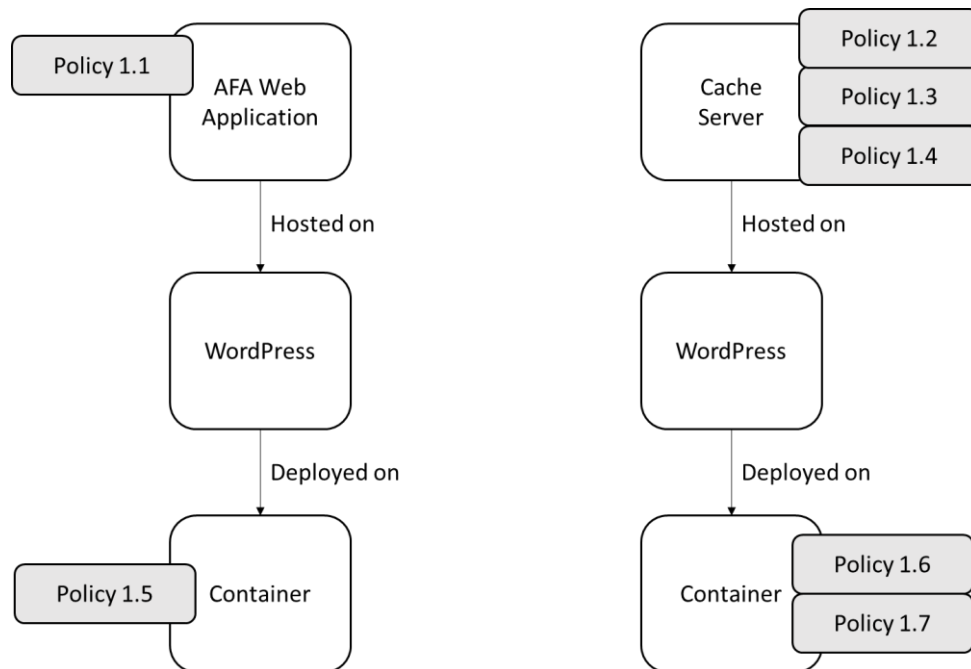 Policy 1.1
AFA Web
Application
Cache
Server
Policy 1.2
Policy 1.3
Policy 1.4
Hosted on
Hosted on
WordPress
WordPress
Deployed on
Deployed on
Policy 1.5
Container
Container
Policy 1.6
Policy 1.7